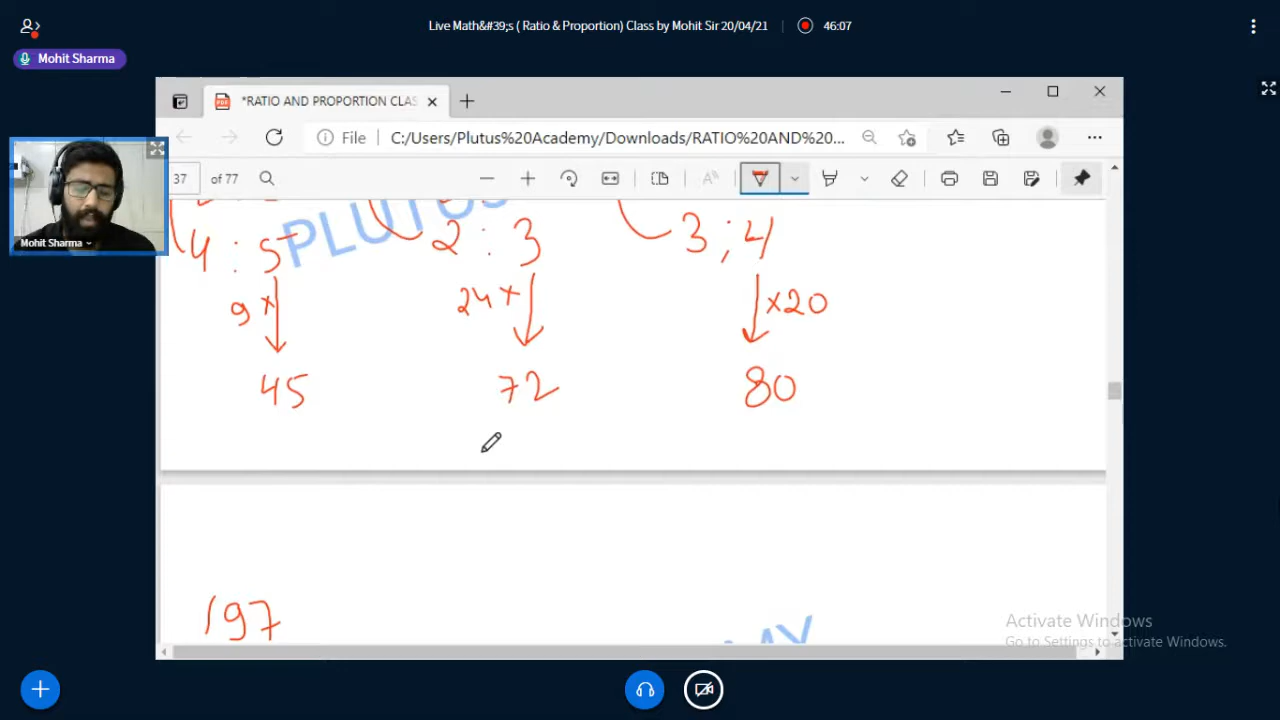 Live Math&#39;s ( Ratio & Proportion) Class by Mohit Sir 20/04/21 46:07
Mohit Sharma
*RATIO AND PROPORTION CLAS
File C:/Users/Plutus%20Academy/Downloads/RATIO%20AND%20...
37 of 77
PLUTUS
4 : 5 2 : 3 3 ; 4
9 × 24 × ×20
45 72 80
Mohit Sharma
197
MY
Activate Windows
Go to Settings to activate Windows.